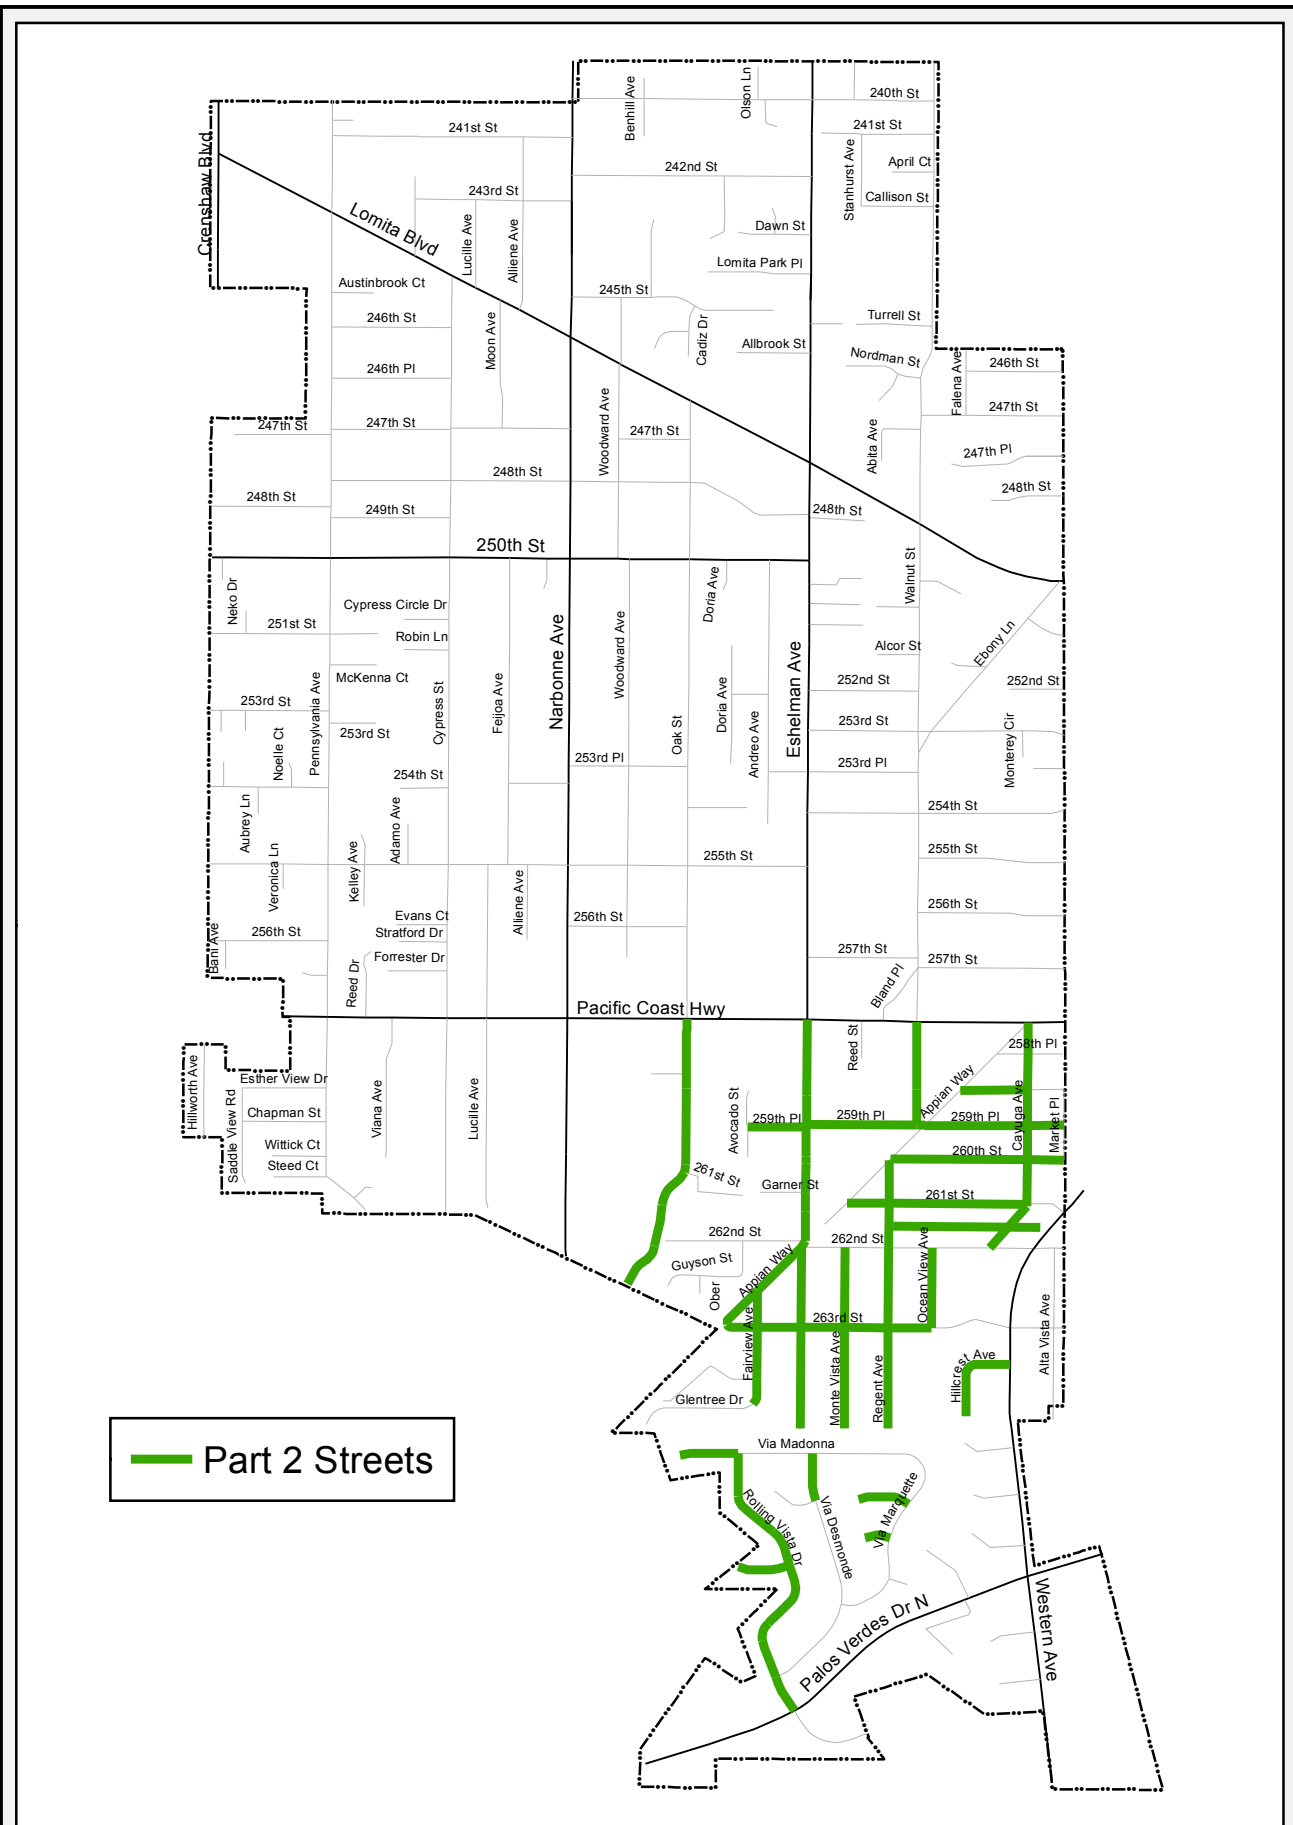 Benhill Ave
Olson Ln
240th St
Crenshaw Blvd
241st St
241st St
242nd St
Stanhurst Ave
April Ct
243rd St
Callison St
Lomita Blvd
Lucille Ave
Alliene Ave
Dawn St
Lomita Park Pl
Austinbrook Ct
245th St
246th St
Moon Ave
Cadiz Dr
Turrell St
Allbrook St
Nordman St
246th Pl
Falena Ave
246th St
247th St
247th St
247th St
Woodward Ave
247th St
Abita Ave
247th Pl
248th St
248th St
248th St
249th St
248th St
250th St
Walnut St
Neko Dr
Cypress Circle Dr
Doria Ave
251st St
Robin Ln
Narbonne Ave
Woodward Ave
Alcor St
Ebony Ln
McKenna Ct
Eshelman Ave
252nd St
252nd St
253rd St
Pennsylvania Ave
Cypress St
Feijoa Ave
Doria Ave
253rd St
253rd St
Noelle Ct
Oak St
Andreo Ave
Monterey Cir
253rd Pl
253rd Pl
254th St
Aubrey Ln
Adamo Ave
254th St
Veronica Ln
Kelley Ave
255th St
255th St
Alliene Ave
256th St
Evans Ct
256th St
256th St
Stratford Dr
Bani Ave
Forrester Dr
257th St
257th St
Reed Dr
Bland Pl
Pacific Coast Hwy
Reed St
258th Pl
Hillworth Ave
Esther View Dr
Appian Way
Saddle View Rd
Chapman St
Viana Ave
Lucille Ave
Avocado St
259th Pl
259th Pl
259th Pl
Cayuga Ave
Market Pl
Wittick Ct
260th St
Steed Ct
261st St
Garner St
261st St
262nd St
262nd St
Guyson St
Appian Way
Ocean View Ave
Ober
263rd St
Fairview Ave
Monte Vista Ave
Regent Ave
Hillcrest Ave
Alta Vista Ave
Glentree Dr
Part 2 Streets
Via Madonna
Rolling Vista Dr
Via Desmonde
Via Marquette
Palos Verdes Dr N
Western Ave